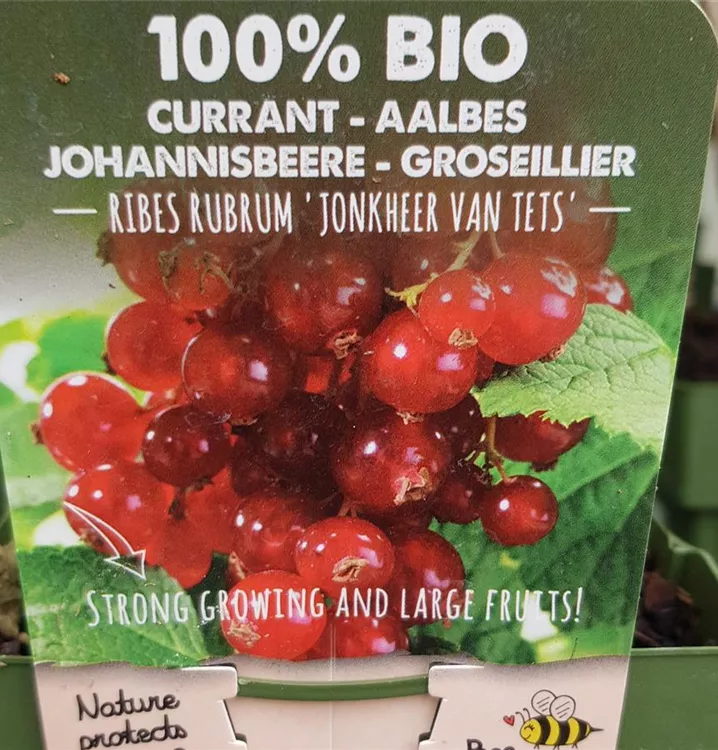 100% BIO
CURRANT - AALBES
JOHANNISBEERE - GROSEILLIER
RIBES RUBRUM 'JONKHEER VAN TETS'
STRONG GROWING AND LARGE FRUITS!
Nature
protects